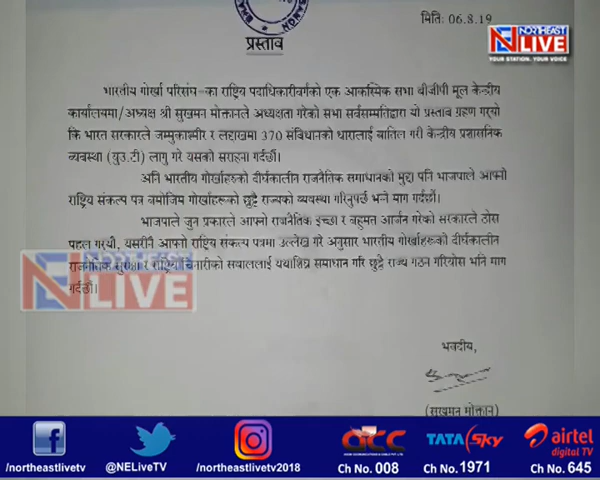 मिति: 06.8.19
NORTHEAST
LIVE
YOUR STATION. YOUR VOICE
प्रस्ताव
भारतीय गोर्खा परिसंघ-का राष्ट्रिय पदाधिकारीवर्गको एक आकस्मिक सभा बीजीपी मूल केन्द्रीय
कार्यालयमा/अध्यक्ष श्री सुखमन मोक्तानले अध्यक्षता गरेको सभा सर्वसम्मतिद्वारा यो प्रस्ताव ग्रहण गर्‍यो
कि भारत सरकारले जम्मुकाश्मीर र लद्दाखमा 370 संविधानको धारालाई बातिल गरी केन्द्रीय प्रशासनिक
व्यवस्था (युउ.टी) लागु गरे यसको सराहना गर्दछौं।
अनि भारतीय गोर्खाहरुको दीर्घकालीन राजनैतिक समाधानको मुद्दा पनि भाजपाले आफ्नो
राष्ट्रिय संकल्प पत्र बमोजिम गोर्खाहरूको छुट्टै राज्यको व्यवस्था गरिनुपर्छ भन्ने माग गर्दछौं।
भाजपाले जुन प्रकारले आफ्नो राजनैतिक इच्छा र बहुमत आर्जन गरेको सरकारले ठोस
पहल गर्‍यो, यसरीनै आफ्नो राष्ट्रिय संकल्प पत्रमा उल्लेख गरे अनुसार भारतीय गोर्खाहरूको दीर्घकालीन
राजनैतिक सुरक्षा र राष्ट्रिय चिनारीको सवाललाई यथाशिघ्र समाधान गरि छुट्टै राज्य गठन गरियोस भनि माग
गर्दछौं।
NORTHEAST
LIVE
भवदीय,
(सुखमन मोक्तान)
/northeastlivetv
@NELiveTV
/northeastlivetv2018
Ch No. 008
TATA Sky
Ch No.1971
airtel
digital TV
Ch No. 645